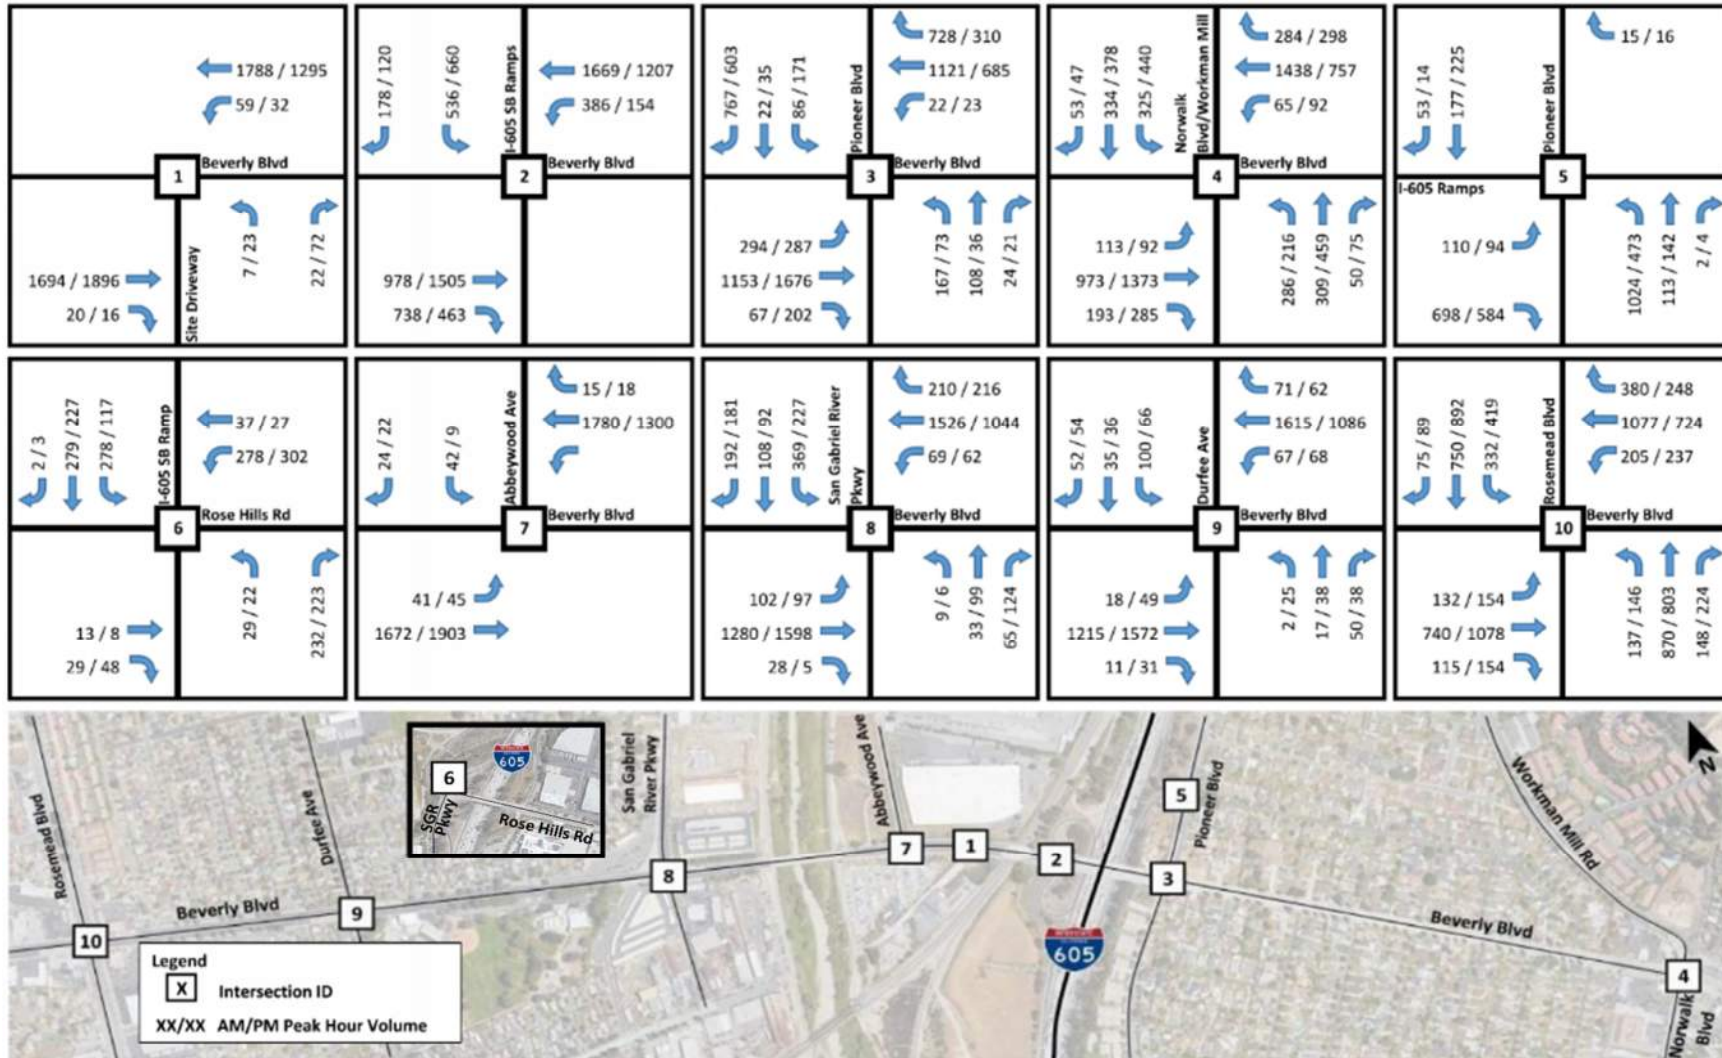 1788 / 1295
59 / 32
Beverly Blvd
1
1694 / 1896
20 / 16
Site Driveway
7 / 23
22 / 72
178 / 120
536 / 660
I-605 SB Ramps
1669 / 1207
386 / 154
Beverly Blvd
2
978 / 1505
738 / 463
767 / 603
22 / 35
86 / 171
Pioneer Blvd
728 / 310
1121 / 685
22 / 23
Beverly Blvd
3
294 / 287
1153 / 1676
67 / 202
167 / 73
108 / 36
24 / 21
53 / 47
334 / 378
325 / 440
Norwalk
Blvd/Workman Mill
284 / 298
1438 / 757
65 / 92
Beverly Blvd
4
113 / 92
973 / 1373
193 / 285
286 / 216
309 / 459
50 / 75
53 / 14
177 / 225
Pioneer Blvd
15 / 16
I-605 Ramps
5
110 / 94
698 / 584
1024 / 473
113 / 142
2 / 4
2 / 3
279 / 227
278 / 117
I-605 SB Ramp
37 / 27
278 / 302
Rose Hills Rd
6
13 / 8
29 / 48
29 / 22
232 / 223
24 / 22
42 / 9
Abbeywood Ave
15 / 18
1780 / 1300
Beverly Blvd
7
41 / 45
1672 / 1903
192 / 181
108 / 92
369 / 227
San Gabriel River
Pkwy
210 / 216
1526 / 1044
69 / 62
Beverly Blvd
8
102 / 97
1280 / 1598
28 / 5
9 / 6
33 / 99
65 / 124
52 / 54
35 / 36
100 / 66
Durfee Ave
71 / 62
1615 / 1086
67 / 68
Beverly Blvd
9
18 / 49
1215 / 1572
11 / 31
2 / 25
17 / 38
50 / 38
75 / 89
750 / 892
332 / 419
Rosemead Blvd
380 / 248
1077 / 724
205 / 237
Beverly Blvd
10
132 / 154
740 / 1078
115 / 154
137 / 146
870 / 803
148 / 224
Rosemead Blvd
Durfee Ave
6
605
SGR
Pkwy
Rose Hills Rd
San Gabriel
River Pkwy
Abbeywood Ave
5
Pioneer Blvd
Workman Mill Rd
N
10
Beverly Blvd
9
8
7
1
2
3
605
Beverly Blvd
4
Norwalk
Blvd
Legend
X
Intersection ID
XX/XX AM/PM Peak Hour Volume